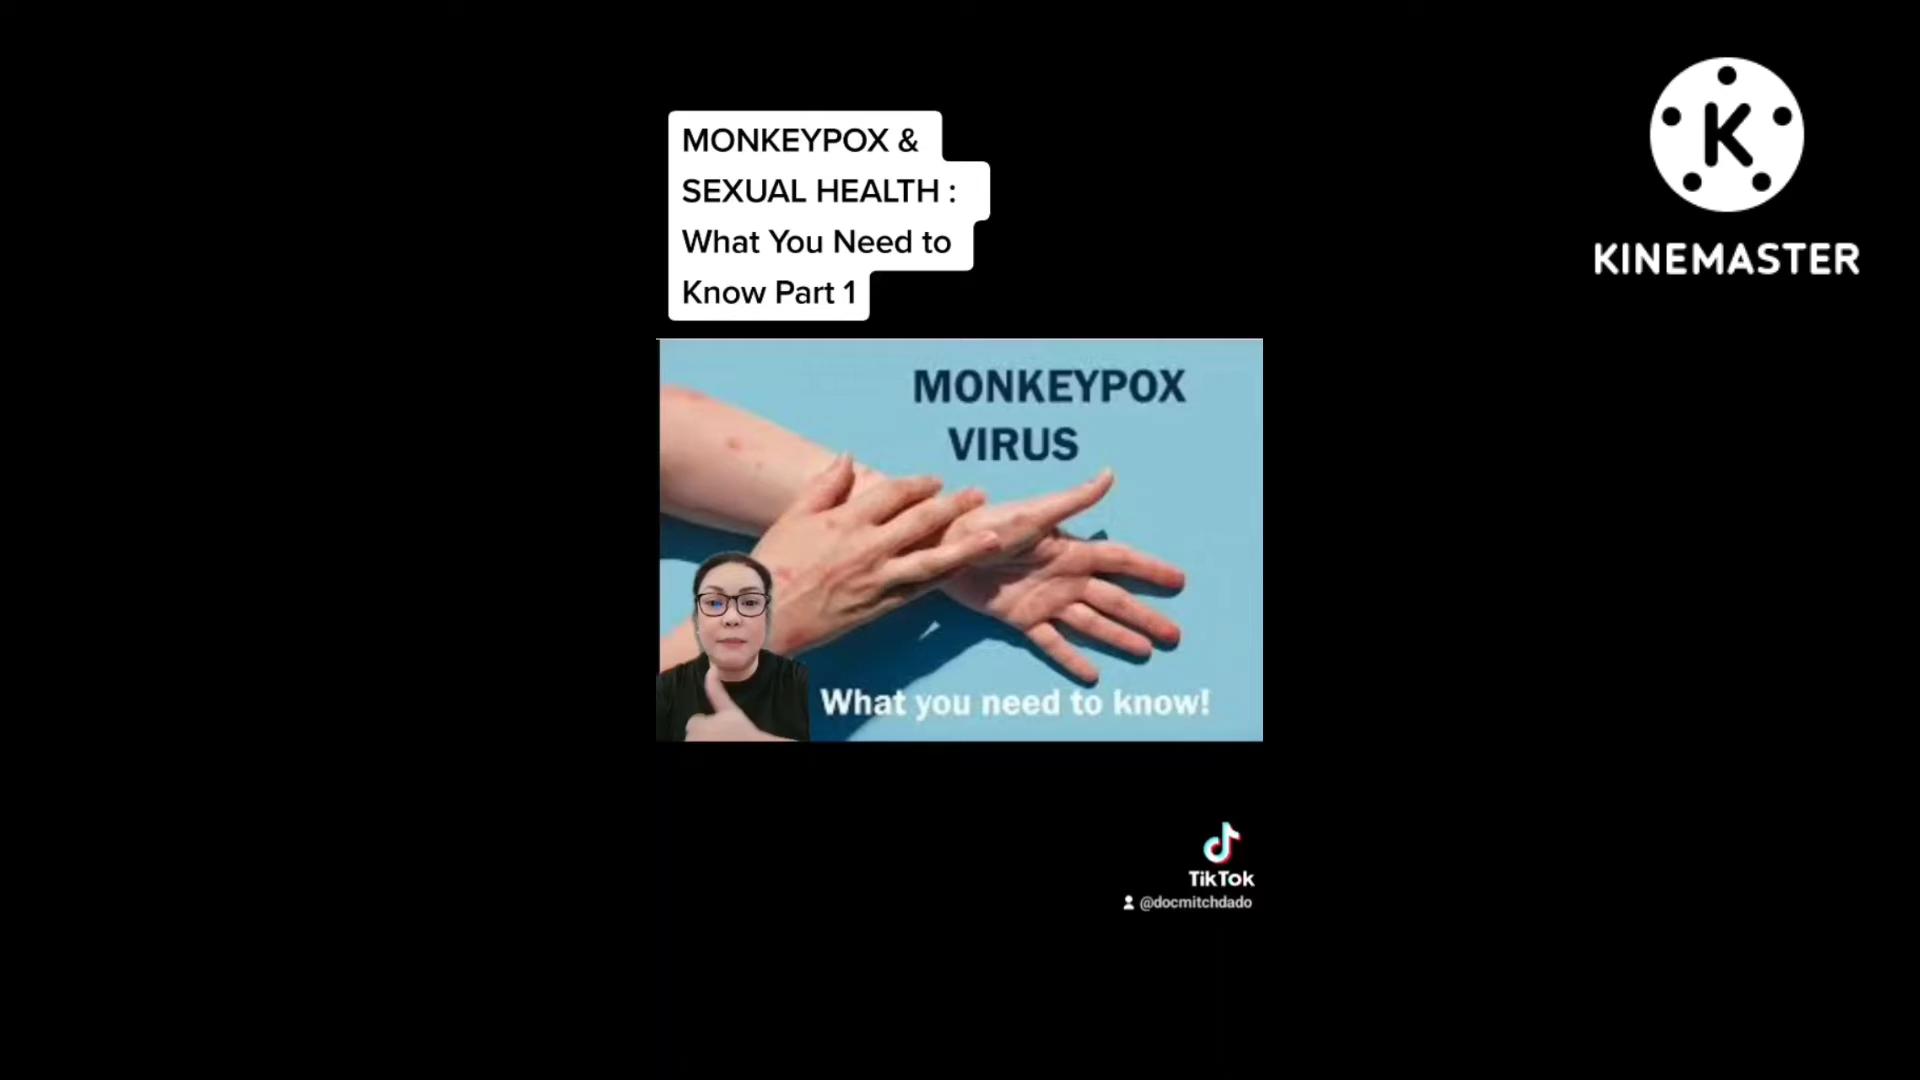 MONKEYPOX &
SEXUAL HEALTH :
What You Need to
Know Part 1
K
KINEMASTER
MONKEYPOX
VIRUS
What you need to know!
TikTok
@docmitchdado